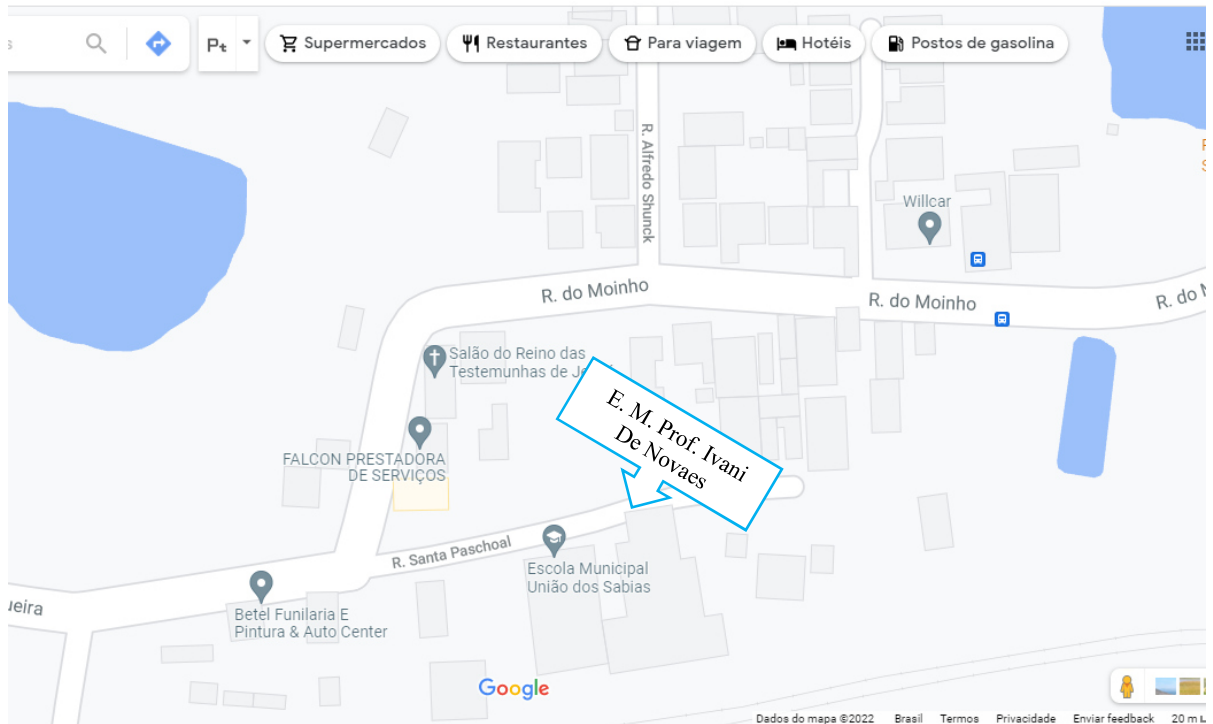 Supermercados
Restaurantes
Para viagem
Hotéis
Postos de gasolina
R. Alfredo Shunck
Willcar
R. do Moinho
R. do Moinho
R. do
Salão do Reino das
Testemunhas de
E. M. Prof. Ivani
De Novaes
FALCON PRESTADORA
DE SERVIÇOS
R. Santa Paschoal
Escola Municipal
União dos Sabias
ueira
Betel Funilaria E
Pintura & Auto Center
Google
Dados do mapa ©2022 Brasil Termos Privacidade Enviar feedback 20 m